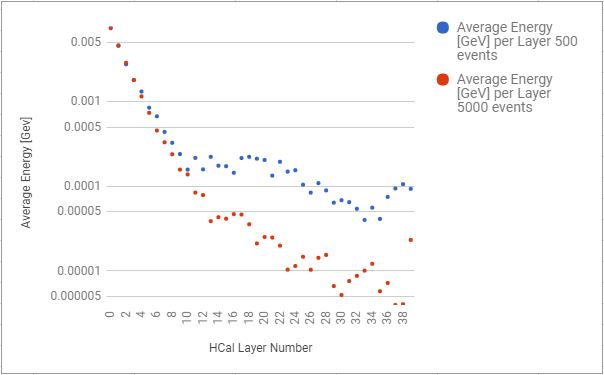 Average Energy
[GeV] per Layer 500
events
Average Energy
[GeV] per Layer
5000 events
Average Energy [Gev]
0.005
0.001
0.0005
0.0001
0.00005
0.00001
0.000005
0 2 4 6 8 10 12 14 16 18 20 22 24 26 28 30 32 34 36 38
HCal Layer Number